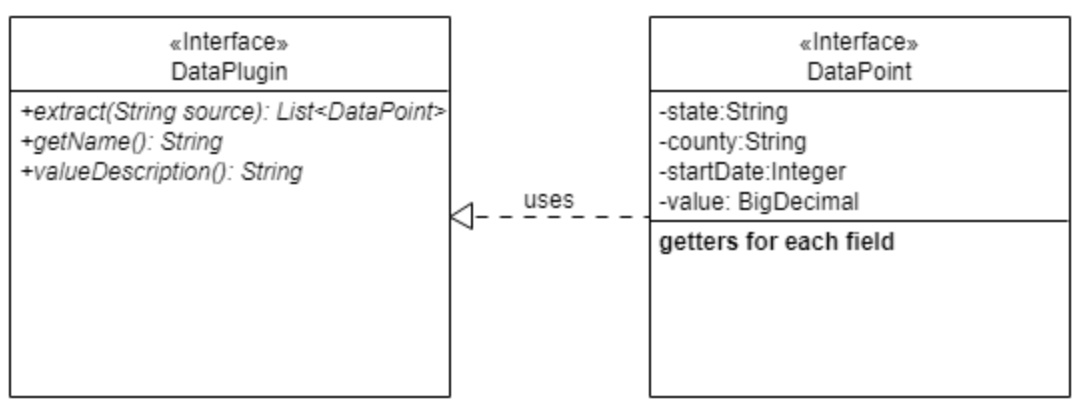 «Interface»
DataPlugin
+extract(String source): List<DataPoint>
+getName(): String
+valueDescription(): String
uses
«Interface»
DataPoint
-state:String
-county:String
-startDate:Integer
-value: BigDecimal
getters for each field